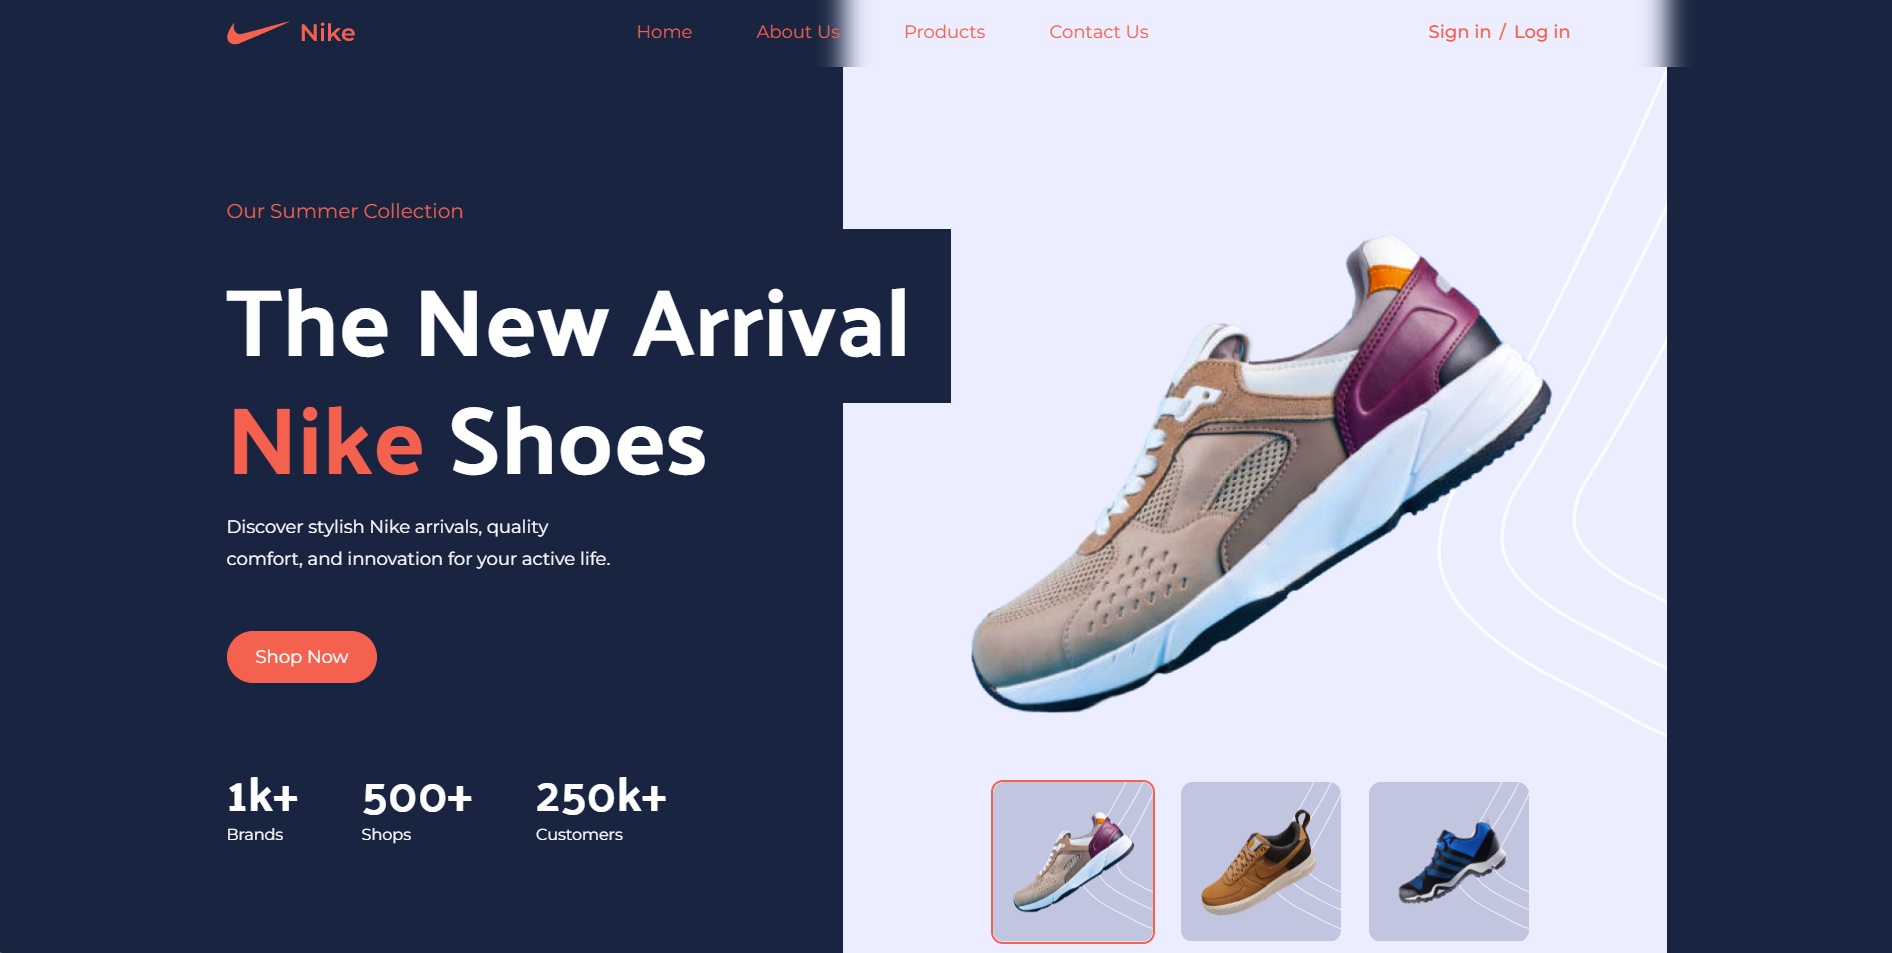 Nike
Home
About Us
Products
Contact Us
Sign in / Log in
Our Summer Collection
The New Arrival
Nike Shoes
Discover stylish Nike arrivals, quality
comfort, and innovation for your active life.
Shop Now
1k+
Brands
500+
Shops
250k+
Customers